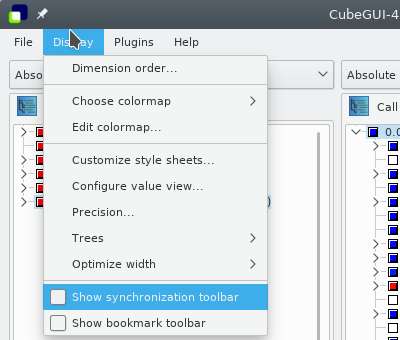 CubeGUI-4
File Display Plugins Help
Abso Absolute
Dimension order...
Choose colormap
Call
Edit colormap...
0.0
Customize style sheets...
Configure value view...
Precision...
Trees
Optimize width
Show synchronization toolbar
Show bookmark toolbar